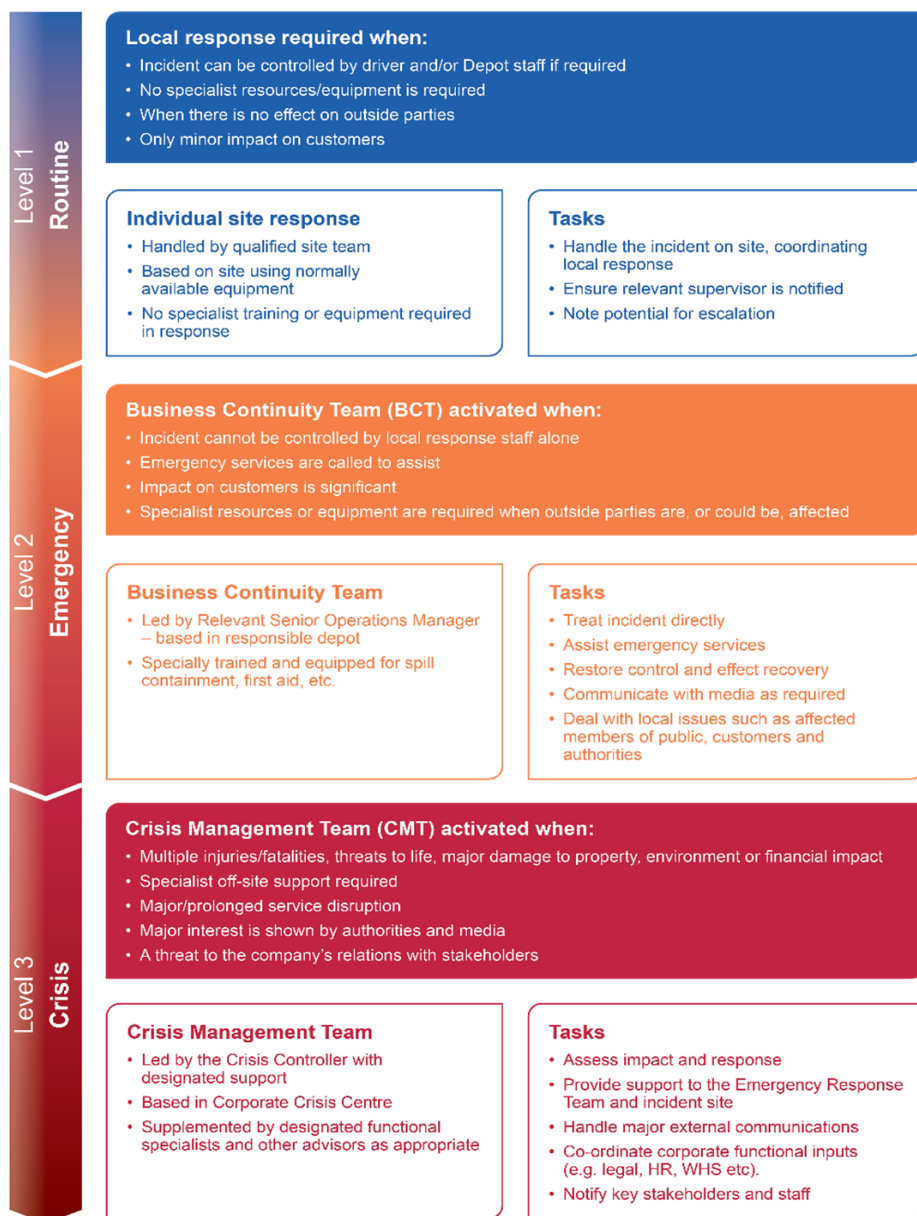 Level 1
Routine
Local response required when:
• Incident can be controlled by driver and/or Depot staff if required
• No specialist resources/equipment is required
• When there is no effect on outside parties
• Only minor impact on customers
Individual site response
• Handled by qualified site team
• Based on site using normally
available equipment
• No specialist training or equipment required
in response
Tasks
• Handle the incident on site, coordinating
local response
• Ensure relevant supervisor is notified
• Note potential for escalation
Level 2
Emergency
Business Continuity Team (BCT) activated when:
• Incident cannot be controlled by local response staff alone
• Emergency services are called to assist
• Impact on customers is significant
• Specialist resources or equipment are required when outside parties are, or could be, affected
Business Continuity Team
• Led by Relevant Senior Operations Manager
– based in responsible depot
• Specially trained and equipped for spill
containment, first aid, etc.
Tasks
• Treat incident directly
• Assist emergency services
• Restore control and effect recovery
• Communicate with media as required
• Deal with local issues such as affected
members of public, customers and
authorities
Level 3
Crisis
Crisis Management Team (CMT) activated when:
• Multiple injuries/fatalities, threats to life, major damage to property, environment or financial impact
• Specialist off-site support required
• Major/prolonged service disruption
• Major interest is shown by authorities and media
• A threat to the company's relations with stakeholders
Crisis Management Team
• Led by the Crisis Controller with
designated support
• Based in Corporate Crisis Centre
• Supplemented by designated functional
specialists and other advisors as appropriate
Tasks
• Assess impact and response
• Provide support to the Emergency Response
Team and incident site
• Handle major external communications
• Co-ordinate corporate functional inputs
(e.g. legal, HR, WHS etc).
• Notify key stakeholders and staff